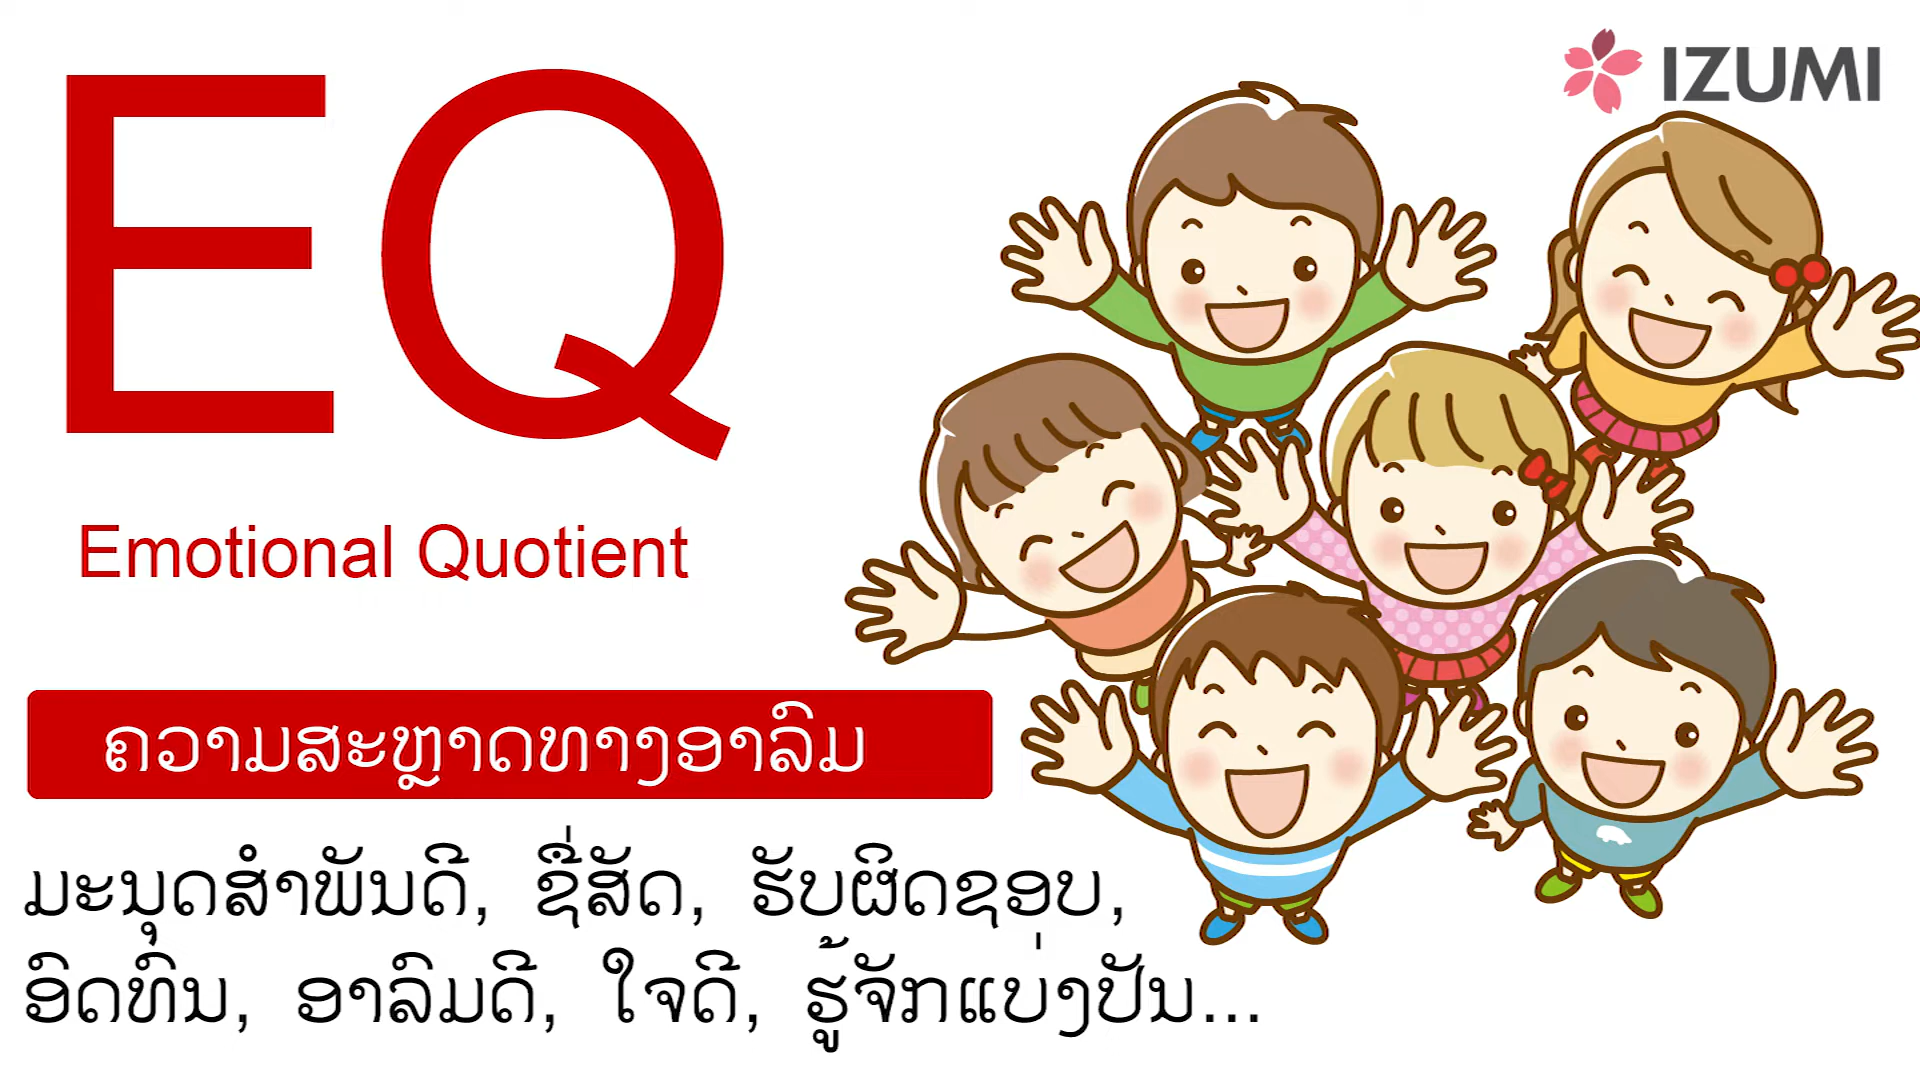 EQ
IZUMI
Emotional Quotient
ຄວາມສະຫຼາດທາງອາລົມ
ມະນຸດສຳພັນດີ, ຊື່ສັດ, ຮັບຜິດຊອບ,
ອົດທົນ, ອາລົມດີ, ໃຈດີ, ຮູ້ຈັກແບ່ງປັນ...